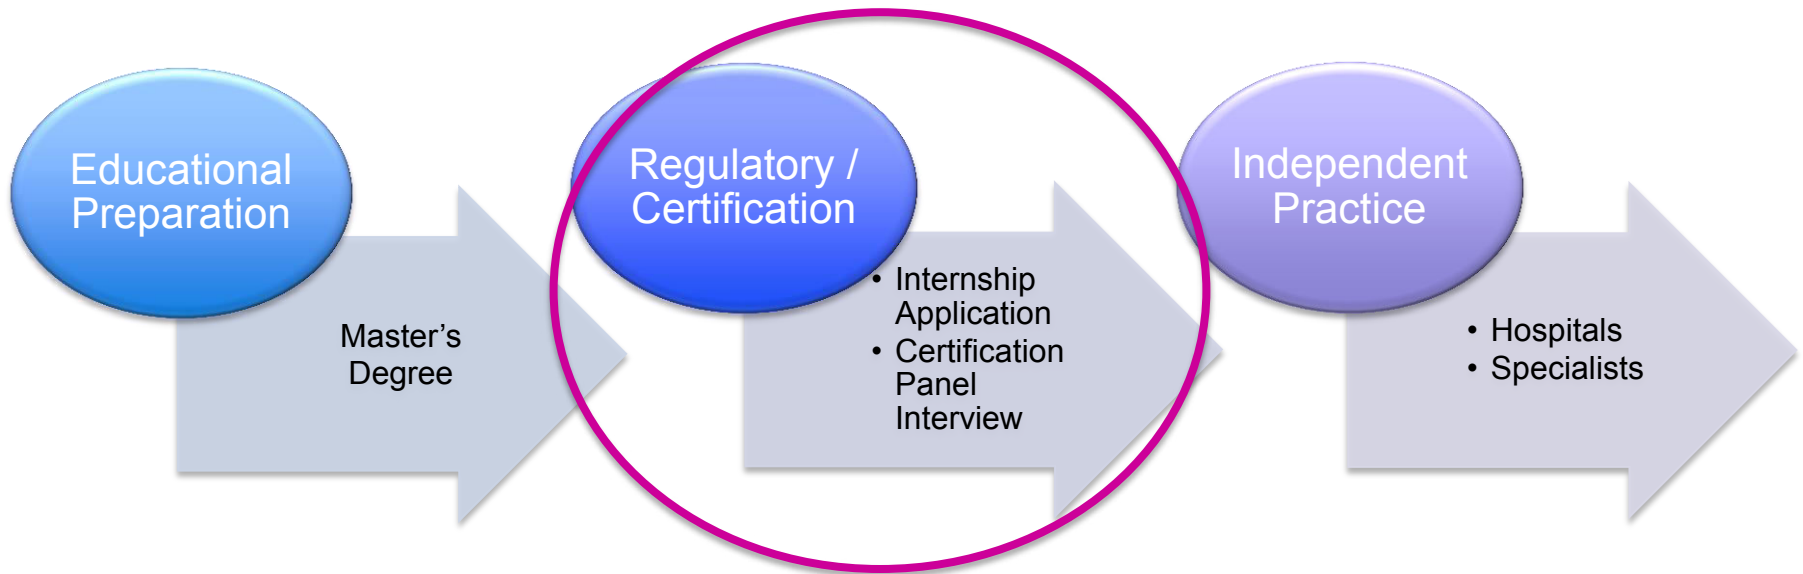 Educational
Preparation
Master’s
Degree
Regulatory /
Certification
• Internship
Application
• Certification
Panel
Interview
Independent
Practice
• Hospitals
• Specialists